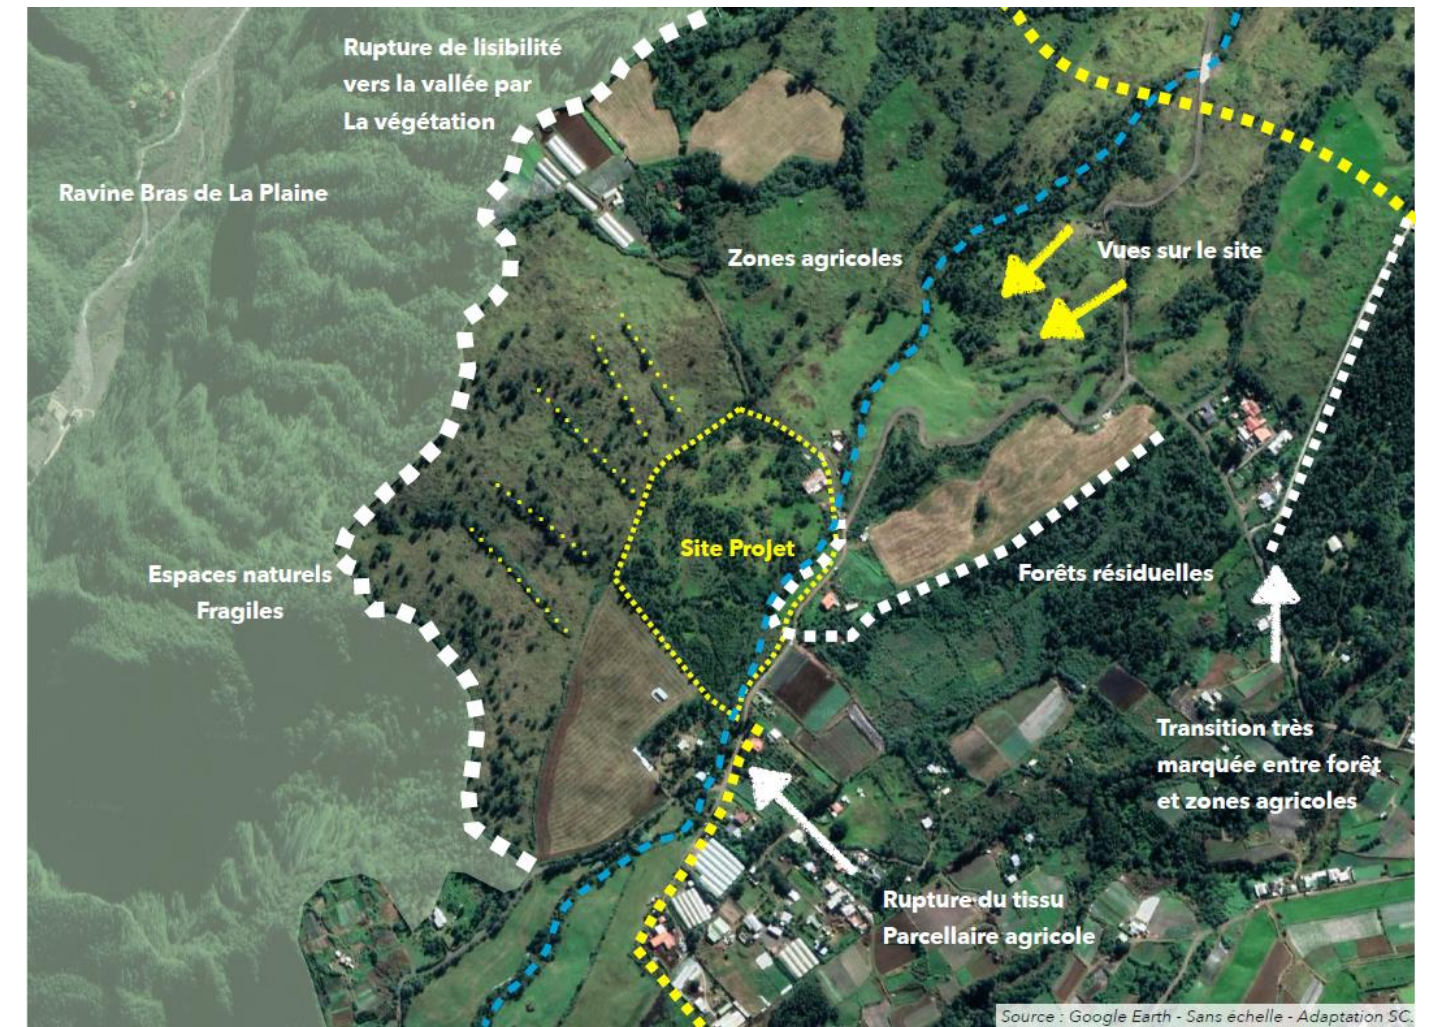 Rupture de lisibilité
vers la vallée par
La végétation
Ravine Bras de La Plaine
Zones agricoles
Vues sur le site
Site Projet
Espaces naturels
Fragiles
Forêts résiduelles
Transition très
marquée entre forêt
et zones agricoles
Rupture du tissu
Parcellaire agricole
Source : Google Earth - Sans échelle - Adaptation SC.